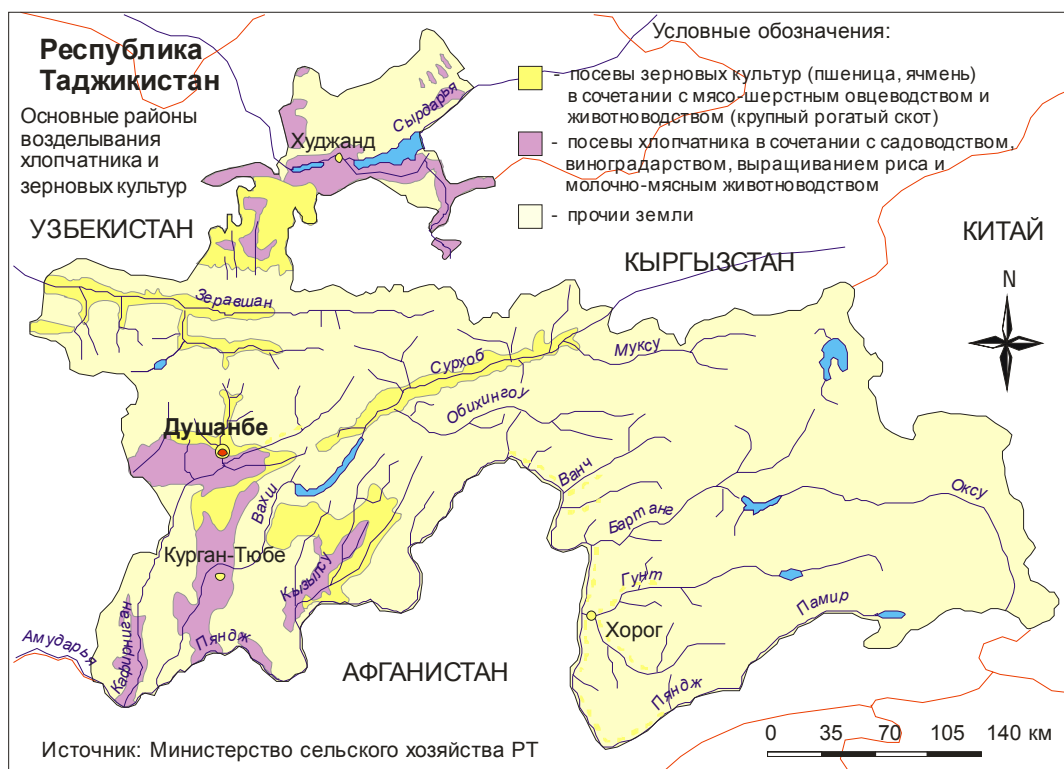 Республика
Таджикистан
Основные районы
возделывания
хлопчатника и
зерновых культур
Условные обозначения:
- посевы зерновых культур (пшеница, ячмень)
в сочетании с мясо-шерстным овцеводством и
животноводством (крупный рогатый скот)
- посевы хлопчатника в сочетании с садоводством,
виноградарством, выращиванием риса и
молочно-мясным животноводством
- прочии земли
Сырдарья
Худжанд
УЗБЕКИСТАН
КИТАЙ
КЫРГЫЗСТАН
N
Зеравшан
Сурхоб
Муксу
Обихингоу
Душанбе
Ванч
Вахш
Бартанг
Оксу
Курган-Тюбе
Кызылсу
Гунт
Памир
Хорог
Кафирниган
Пяндж
Амударья
АФГАНИСТАН
Пяндж
0 35 70 105 140 км
Источник: Министерство сельского хозяйства РТ